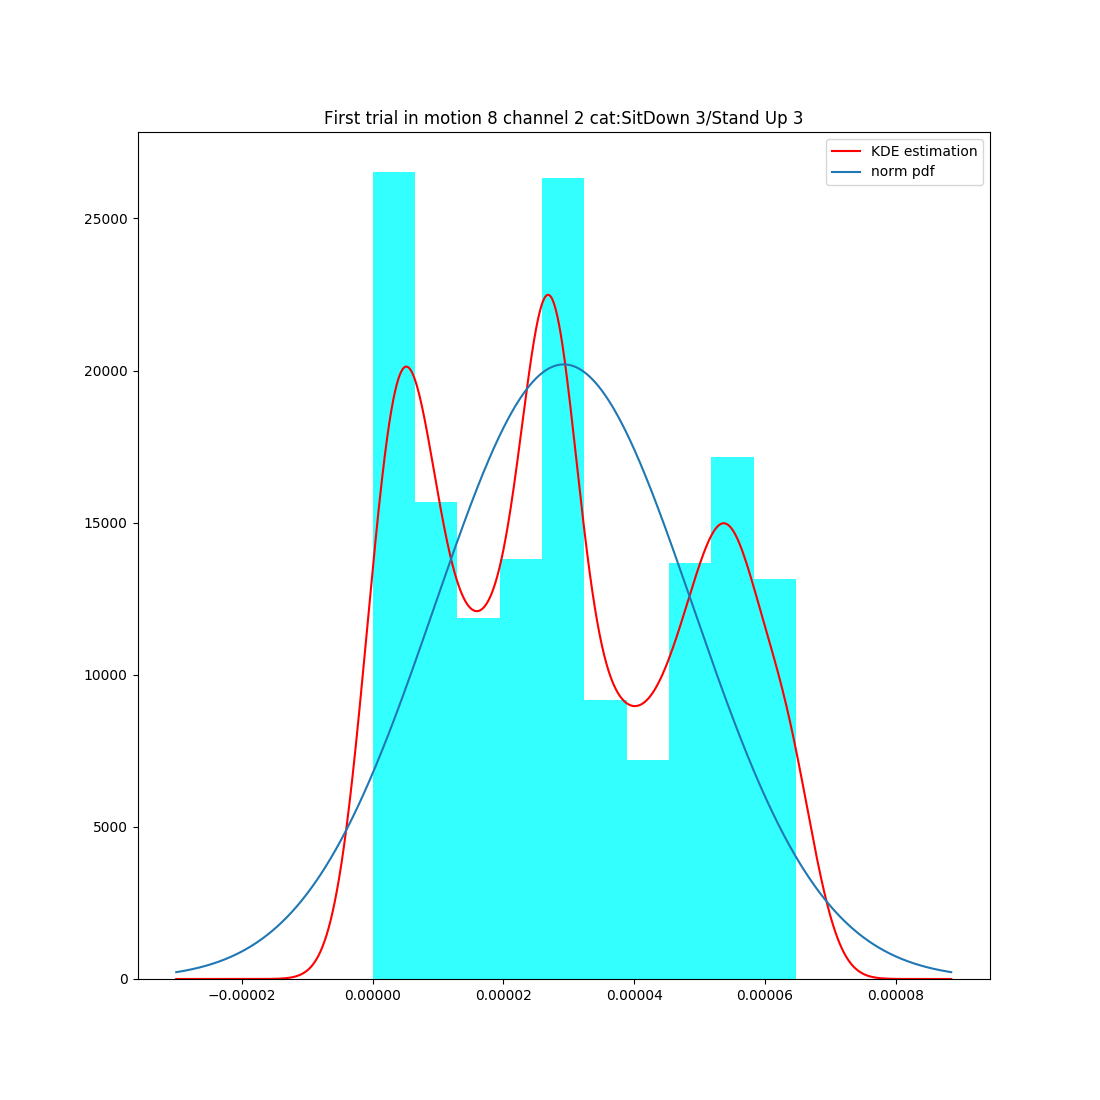 First trial in motion 8 channel 2 cat:SitDown 3/Stand Up 3
KDE estimation
norm pdf
25000
20000
15000
10000
5000
0
−0.00002 0.00000 0.00002 0.00004 0.00006 0.00008